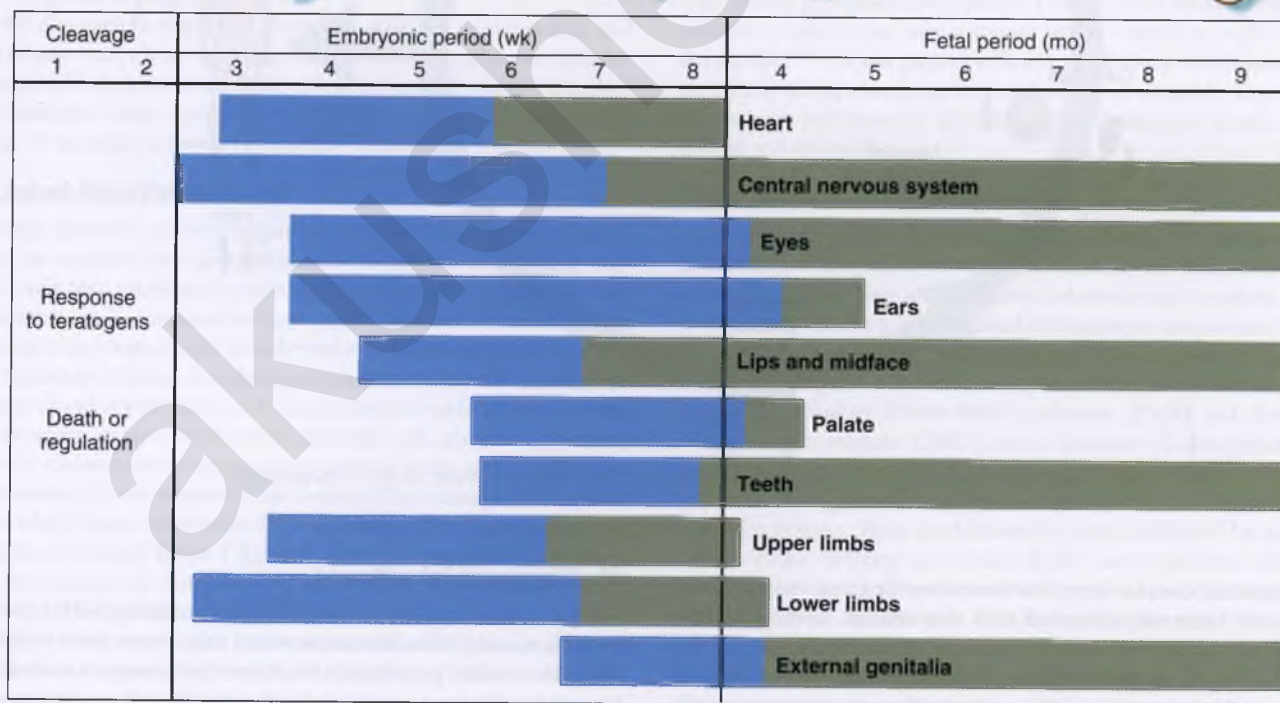 Cleavage
Embryonic period (wk)
Fetal period (mo)
1 2 3 4 5 6 7 8 4 5 6 7 8 9
Heart
Central nervous system
Eyes
Response
to teratogens
Ears
Lips and midface
Death or
regulation
Palate
Teeth
Upper limbs
Lower limbs
External genitalia
akushe